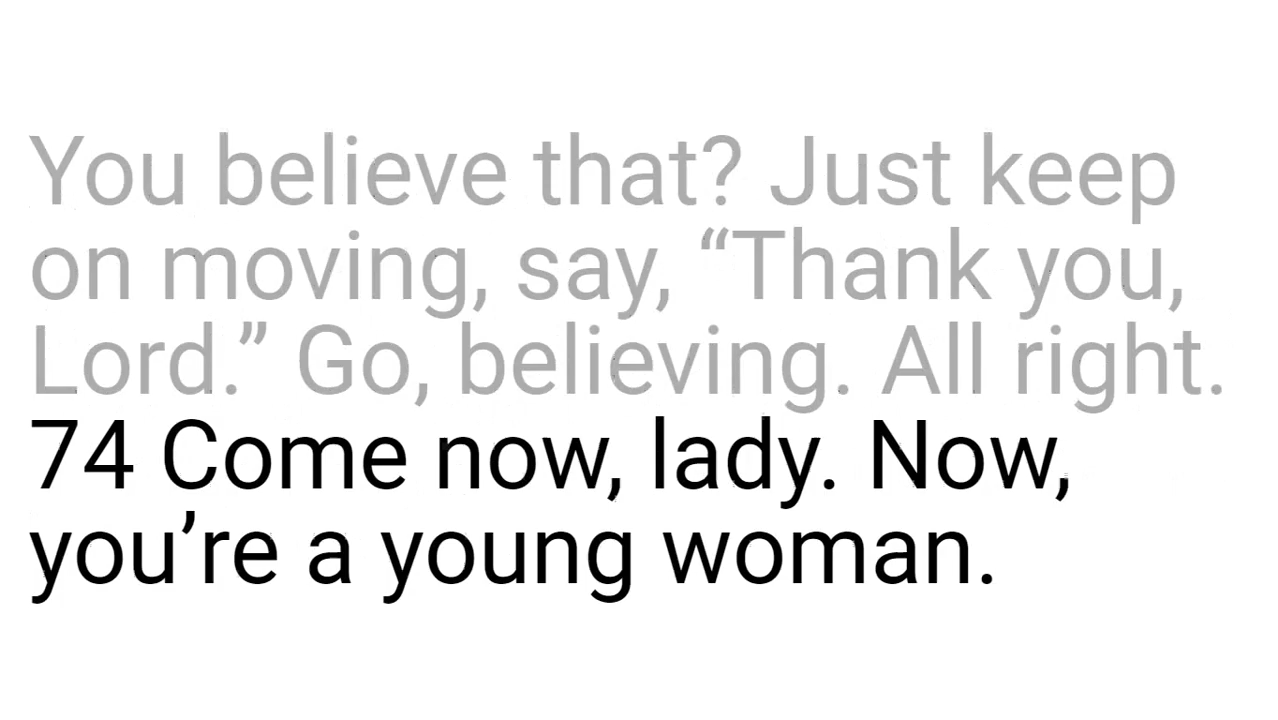 You believe that? Just keep
on moving, say, “Thank you,
Lord.” Go, believing. All right.
74 Come now, lady. Now,
you’re a young woman.